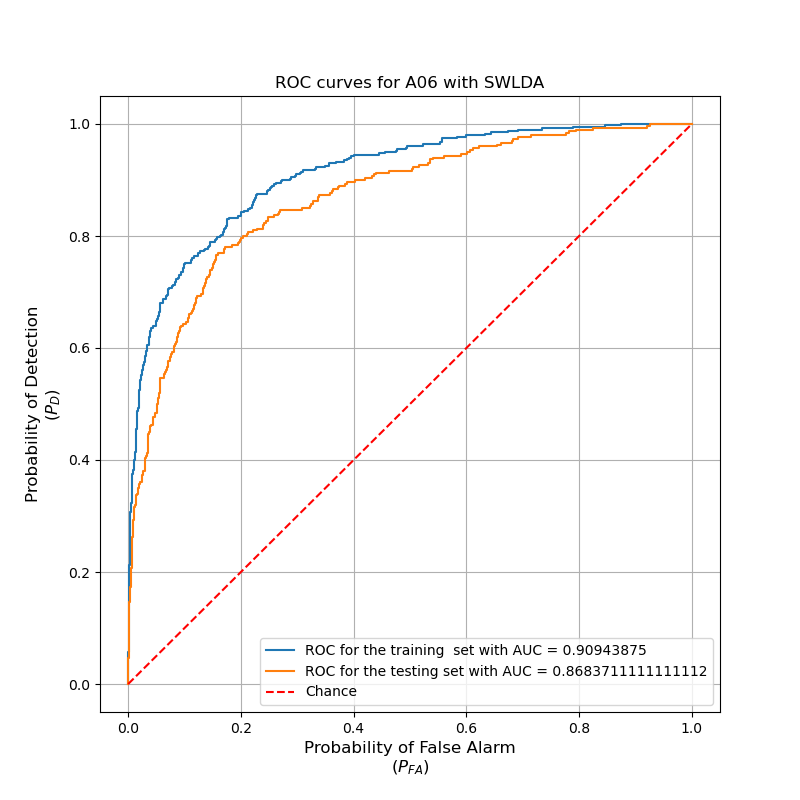 ROC curves for A06 with SWLDA
1.0
0.8
0.6
0.4
0.2
0.0
Probability of Detection
(P_D)
ROC for the training  set with AUC = 0.90943875
ROC for the testing set with AUC = 0.8683711111111112
Chance
0.0 0.2 0.4 0.6 0.8 1.0
Probability of False Alarm
(P_{FA})